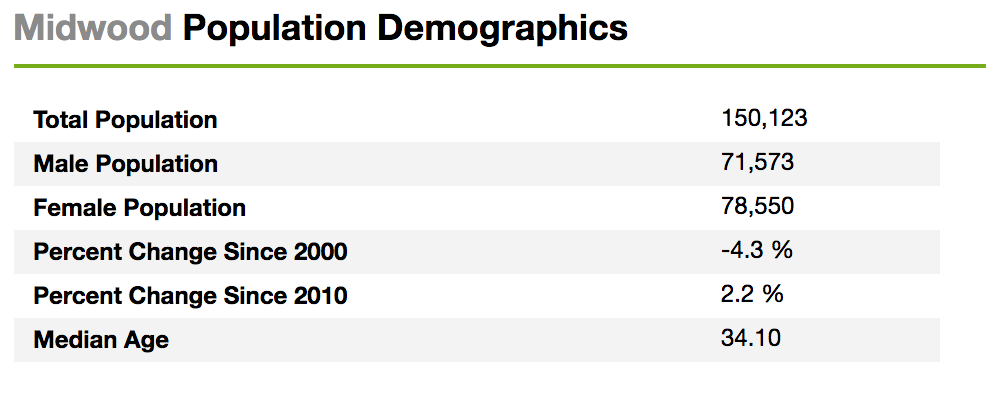 Midwood Population Demographics
Total Population 150,123
Male Population 71,573
Female Population 78,550
Percent Change Since 2000 -4.3 %
Percent Change Since 2010 2.2 %
Median Age 34.10